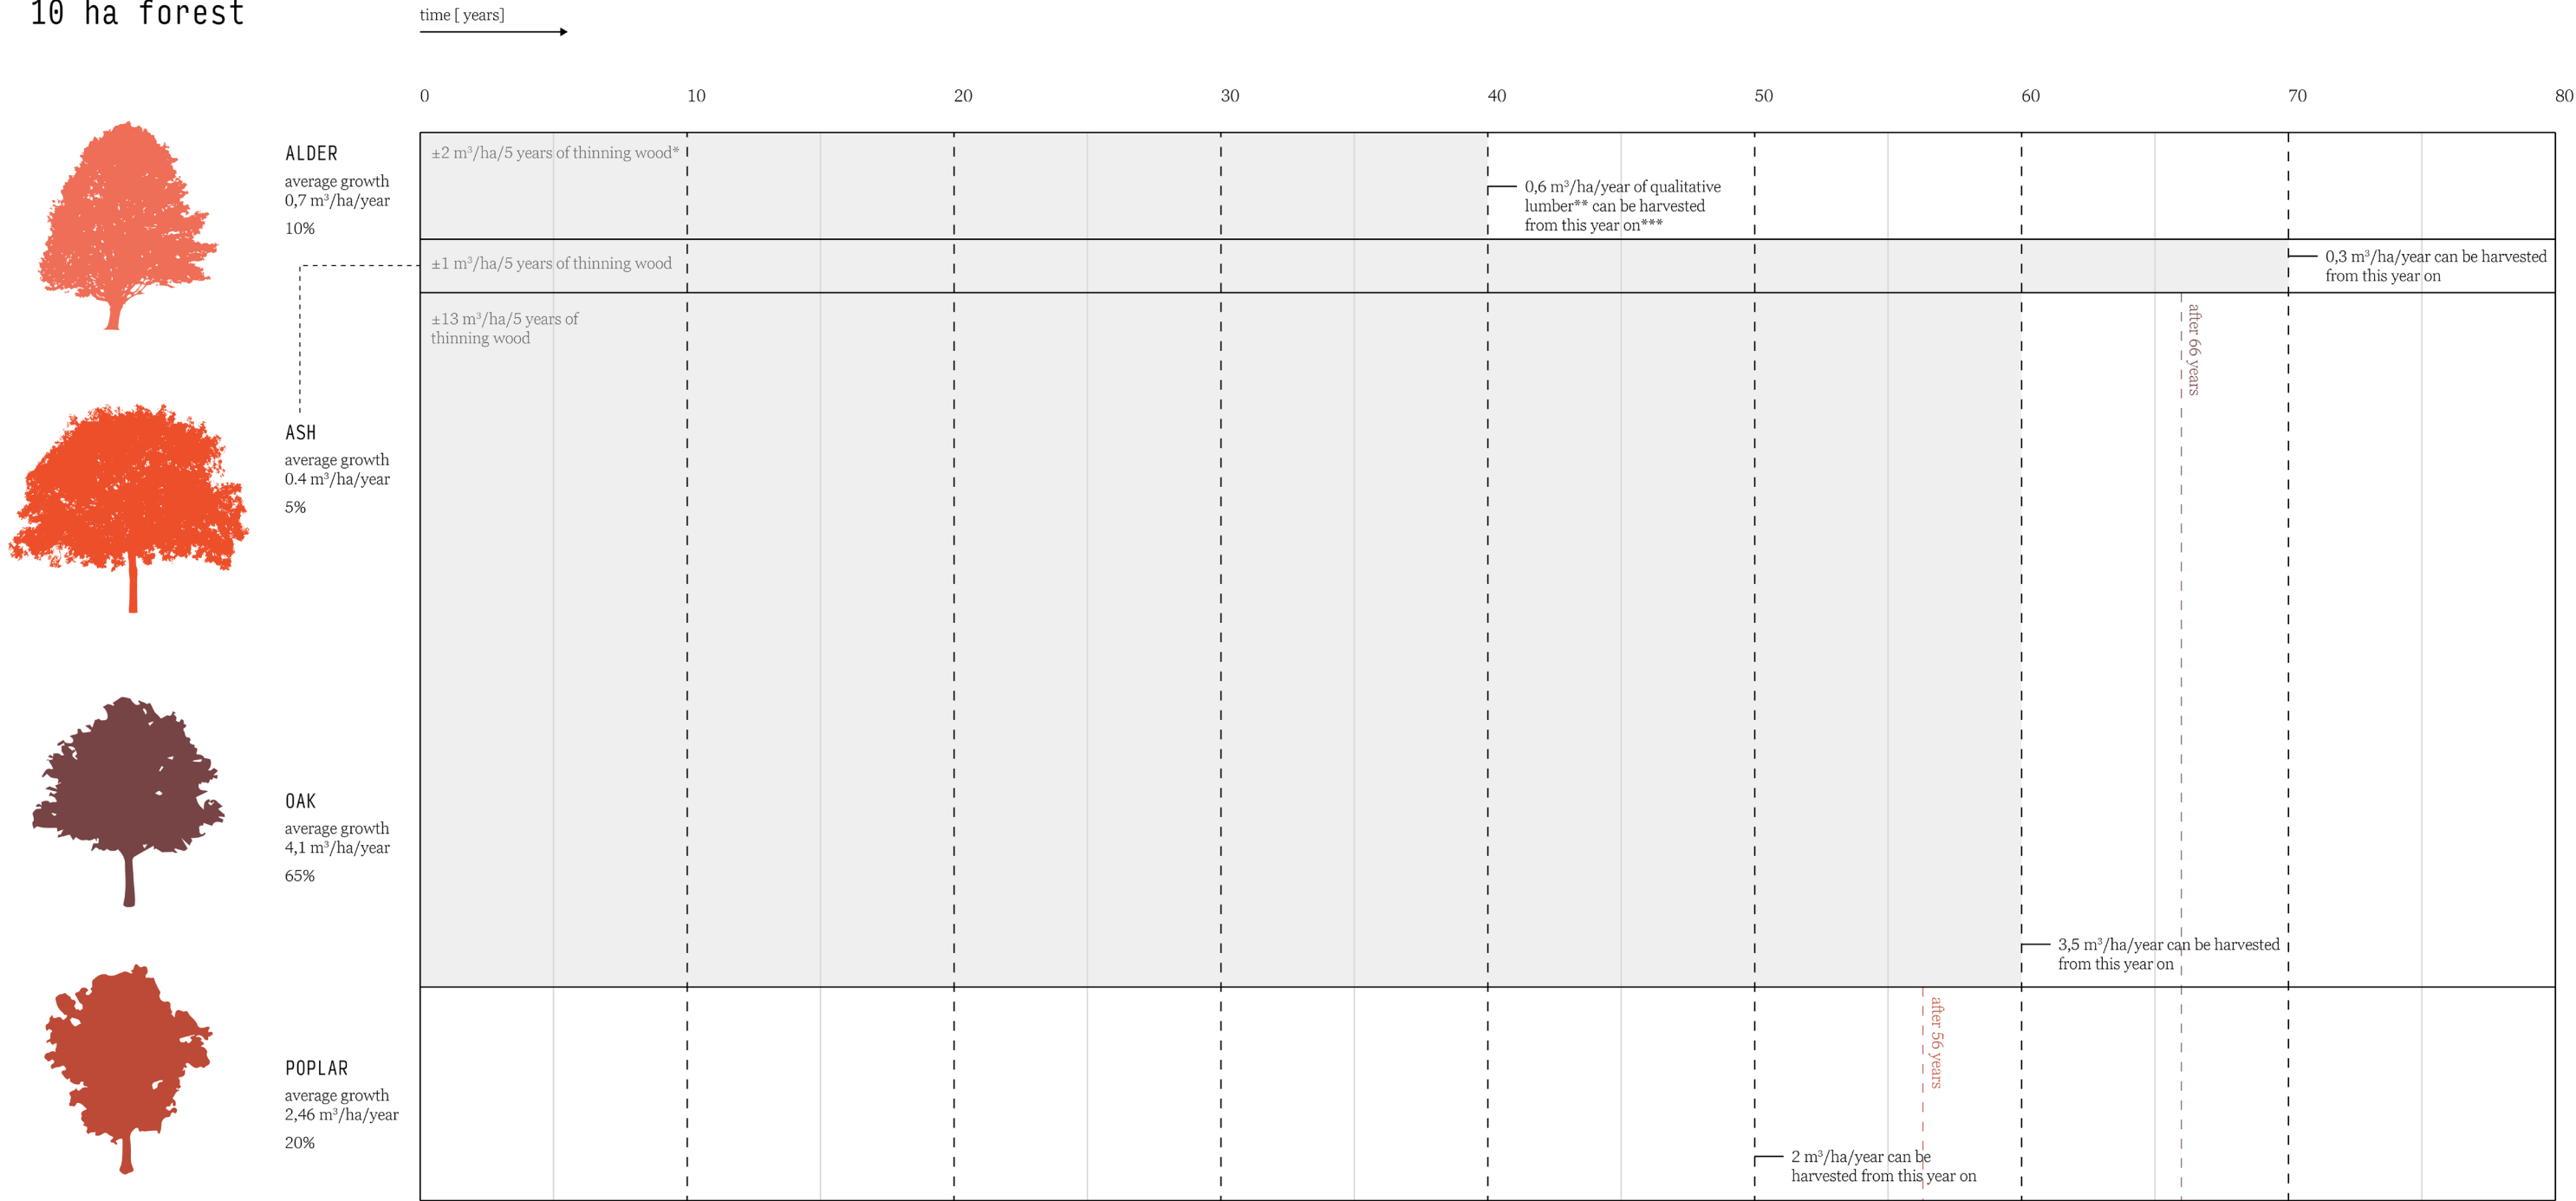 10 ha forest
time [ years]
0
10
20
30
40
50
60
70
80
ALDER
average growth
0,7 m³/ha/year
10%
±2 m³/ha/5 years of thinning wood*
0,6 m³/ha/year of qualitative
lumber** can be harvested
from this year on***
±1 m³/ha/5 years of thinning wood
0,3 m³/ha/year can be harvested
from this year on
±13 m³/ha/5 years of
thinning wood
after 66 years
ASH
average growth
0.4 m³/ha/year
5%
OAK
average growth
4,1 m³/ha/year
65%
3,5 m³/ha/year can be harvested
from this year on
after 56 years
POPLAR
average growth
2,46 m³/ha/year
20%
2 m³/ha/year can be
harvested from this year on